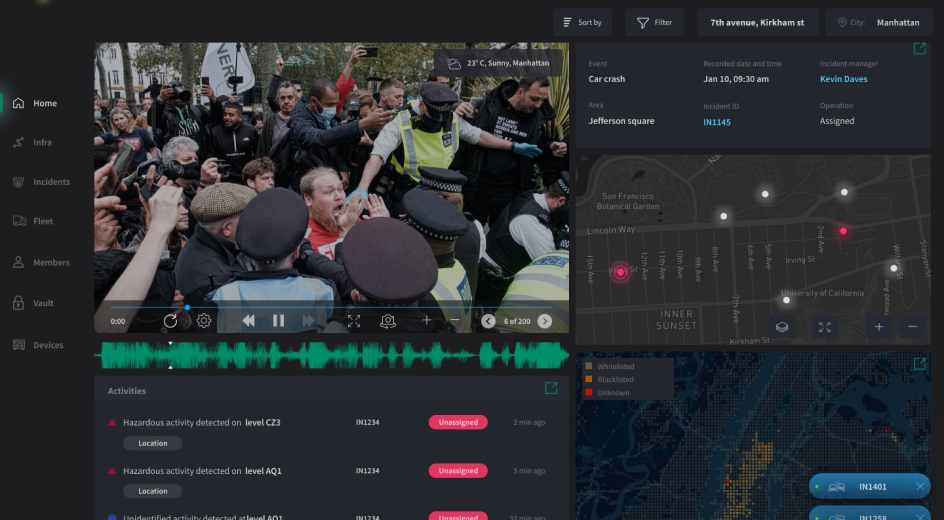 Sort by
Filter
7th avenue, Kirkham st
City: Manhattan
Home
Infra
Incidents
Fleet
Members
Vault
Devices
23° C, Sunny, Manhattan
0:00
6 of 200
Event
Recorded date and time
Incident manager
Car crash
Jan 10, 09:30 am
Kevin Daves
Area
Incident ID
Operation
Jefferson square
IN1145
Assigned
San Francisco
Botanical Garden
Lincoln Way
15th Ave
12th Ave
11th Ave
10th Ave
9th Ave
8th Ave
7th Ave
6th Ave
5th Ave
2nd Ave
Irving St
University of California
INNER
SUNSET
Kirkham St
Whitelisted
Blacklisted
Unknown
IN1401
IN1258
Activities
Hazardous activity detected on level CZ3
IN1234
Unassigned
2 min ago
Location
Hazardous activity detected on level AQ1
IN1234
Unassigned
5 min ago
Location
Unidentified activity detected at level AQ1
IN1234
Unassigned
32 min ago